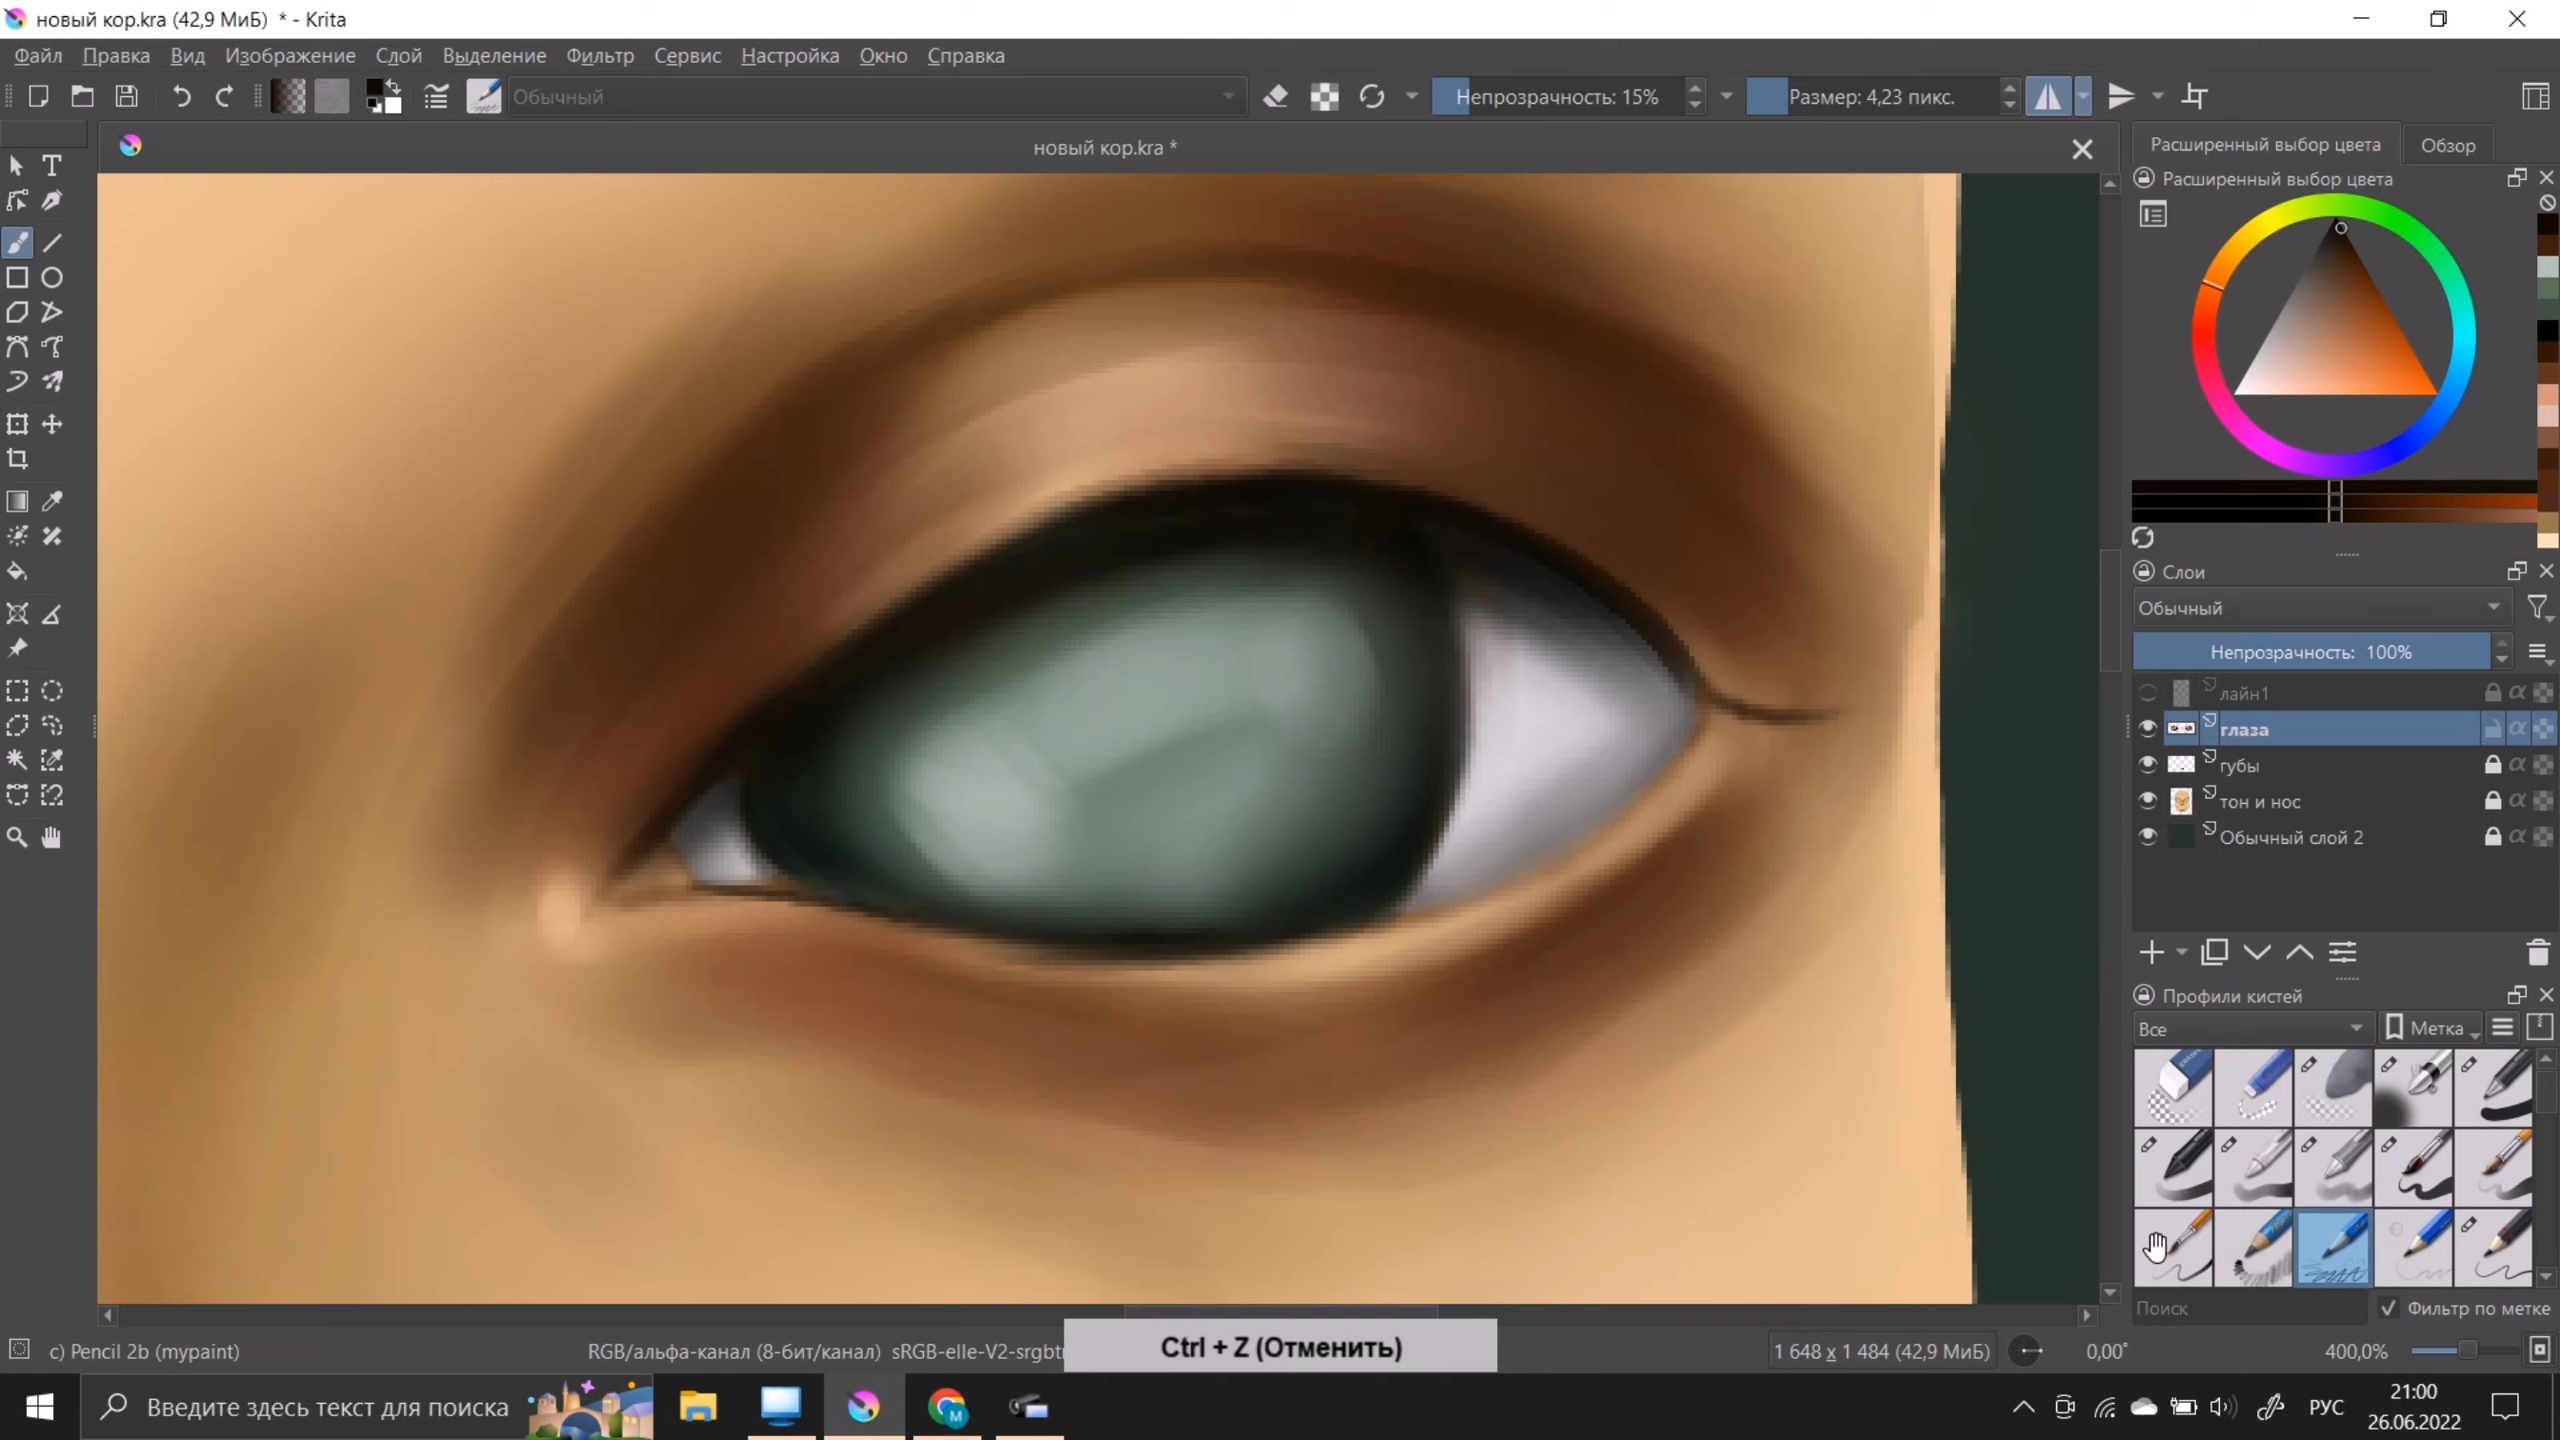 новый кор.kra (42,9 МиБ) * - Krita
Файл Правка Вид Изображение Слой Выделение Фильтр Сервис Настройка Окно Справка
Обычный
Непрозрачность: 15%
Размер: 4,23 пикс.
новый кор.kra *
Расширенный выбор цвета
Обзор
Расширенный выбор цвета
Слои
Обычный
Непрозрачность: 100%
лайн1
глаза
губы
тон и нос
Обычный слой 2
Профили кистей
Все
Метка
Поиск
Фильтр по метке
c) Pencil 2b (mypaint)
RGB/альфа-канал (8-бит/канал) sRGB-elle-V2-srgbtr
Ctrl + Z (Отменить)
1 648 x 1 484 (42,9 МиБ)
0,00°
400,0%
Введите здесь текст для поиска
M
РУС
21:00
26.06.2022